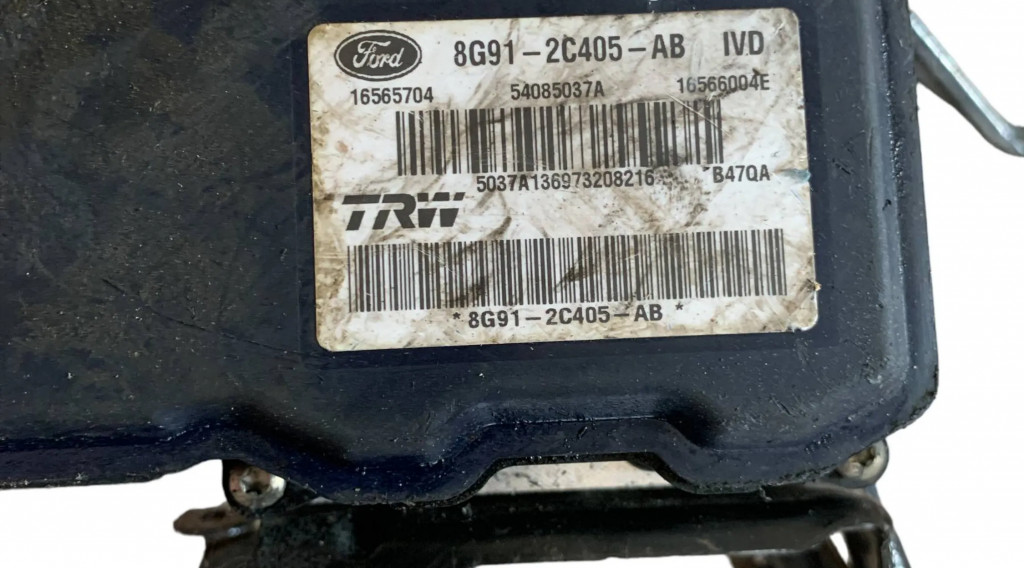 Ford 8G91-2C405-AB IVD
16565704 54085037A 16566004E
5037A136973208216 B47QA
TRW
*8G91-2C405-AB*